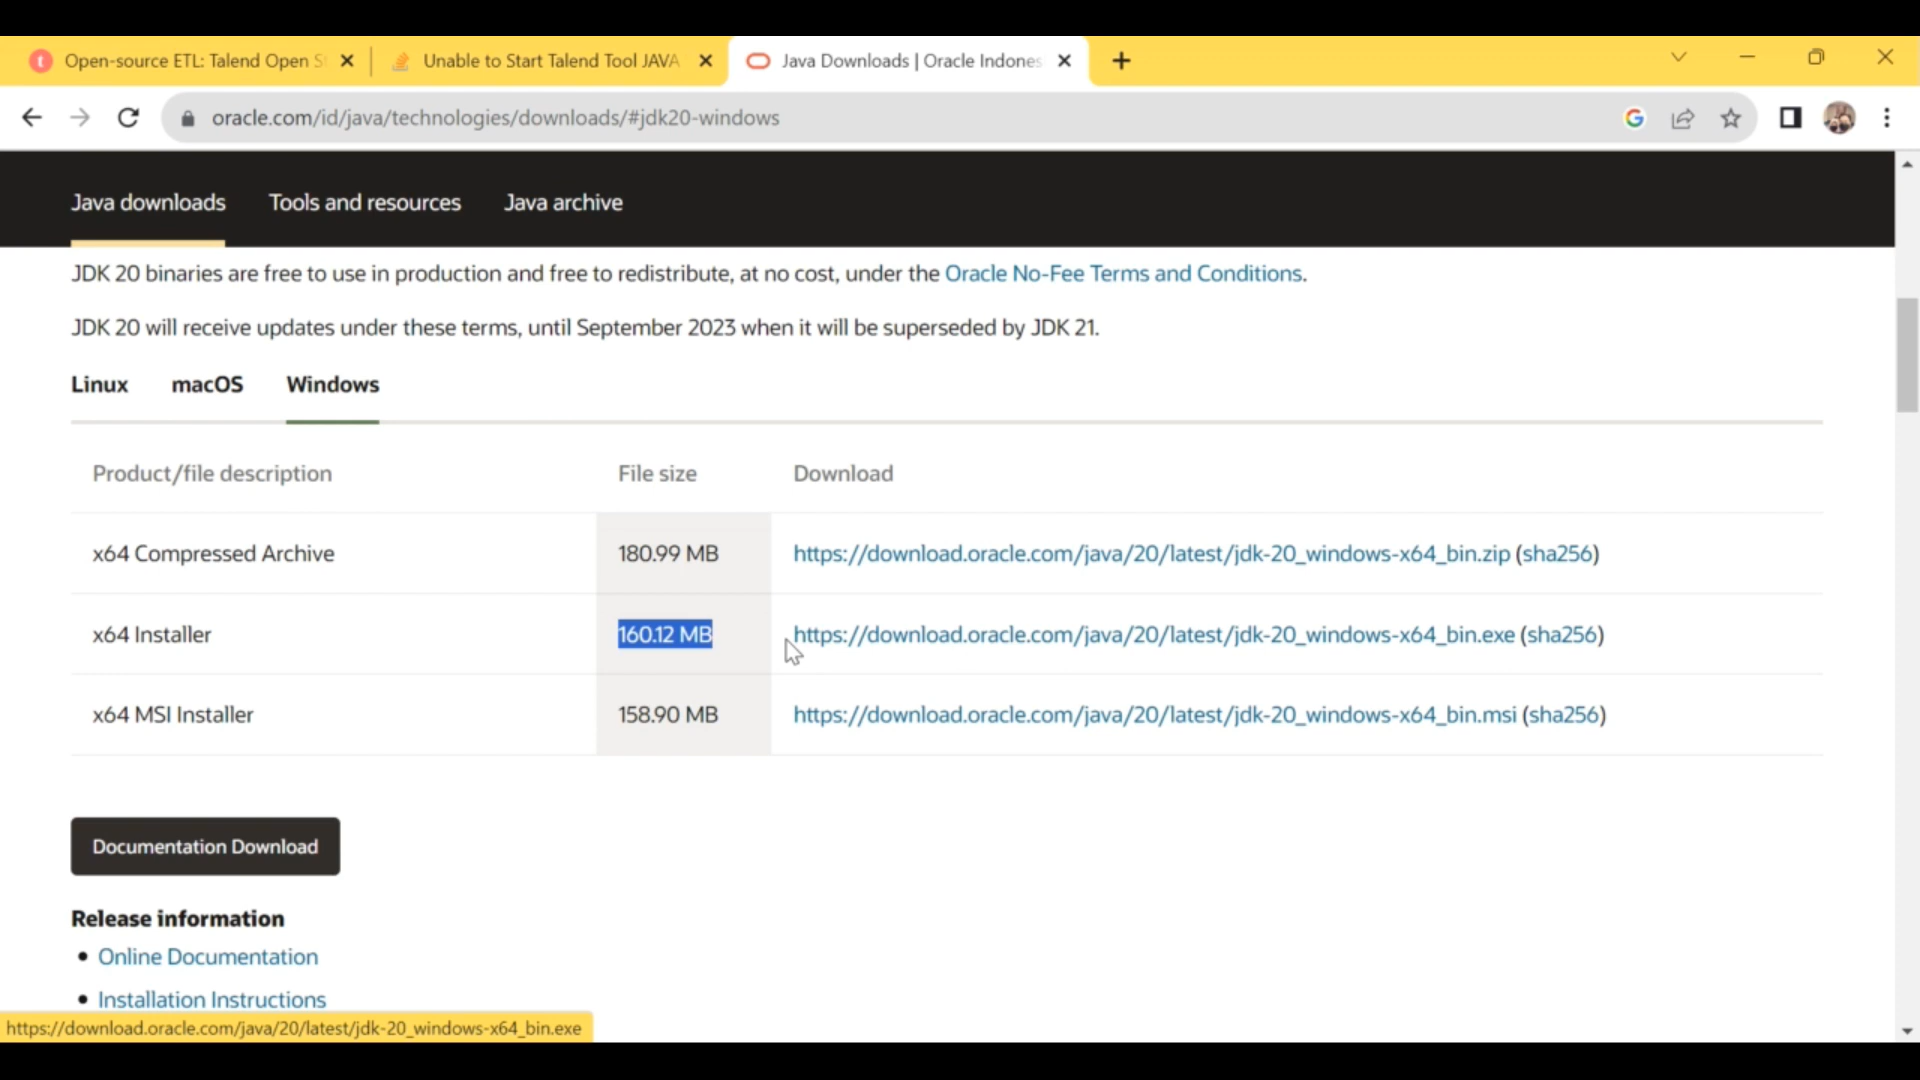 Open-source ETL: Talend Open S
Unable to Start Talend Tool JAVA
Java Downloads | Oracle Indones
oracle.com/id/java/technologies/downloads/#jdk20-windows
Java downloads Tools and resources Java archive
JDK 20 binaries are free to use in production and free to redistribute, at no cost, under the Oracle No-Fee Terms and Conditions.
JDK 20 will receive updates under these terms, until September 2023 when it will be superseded by JDK 21.
Linux macOS Windows
Product/file description File size Download
x64 Compressed Archive 180.99 MB https://download.oracle.com/java/20/latest/jdk-20_windows-x64_bin.zip (sha256)
x64 Installer 160.12 MB https://download.oracle.com/java/20/latest/jdk-20_windows-x64_bin.exe (sha256)
x64 MSI Installer 158.90 MB https://download.oracle.com/java/20/latest/jdk-20_windows-x64_bin.msi (sha256)
Documentation Download
Release information
• Online Documentation
• Installation Instructions
https://download.oracle.com/java/20/latest/jdk-20_windows-x64_bin.exe